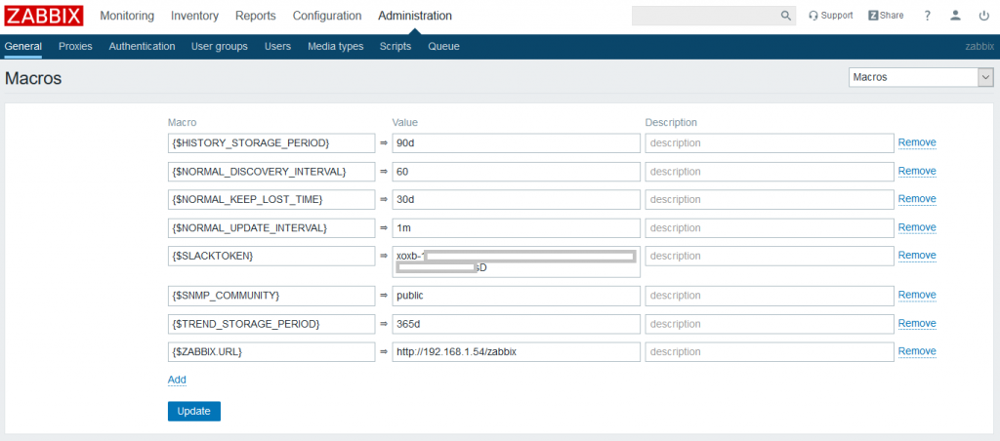 ZABBIX Monitoring Inventory Reports Configuration Administration Support Z Share ?
General Proxies Authentication User groups Users Media types Scripts Queue zabbix
Macros Macros
Macro Value Description
{$HISTORY_STORAGE_PERIOD} ⇒ 90d description Remove
{$NORMAL_DISCOVERY_INTERVAL} ⇒ 60 description Remove
{$NORMAL_KEEP_LOST_TIME} ⇒ 30d description Remove
{$NORMAL_UPDATE_INTERVAL} ⇒ 1m description Remove
{$SLACKTOKEN} ⇒ xoxb- description Remove
sD
{$SNMP_COMMUNITY} ⇒ public description Remove
{$TREND_STORAGE_PERIOD} ⇒ 365d description Remove
{$ZABBIX.URL} ⇒ http://192.168.1.54/zabbix description Remove
Add
Update